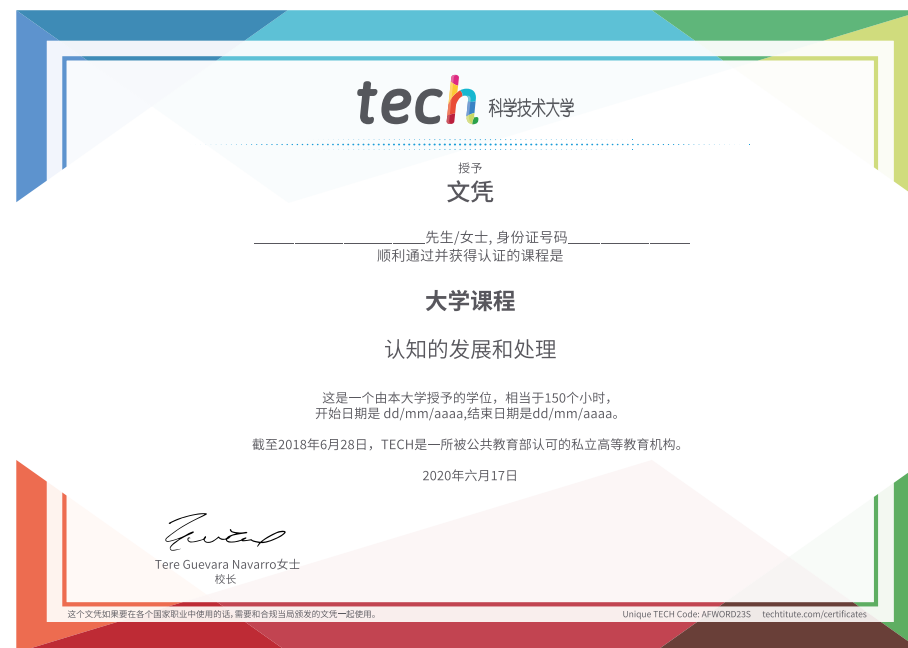 tech 科学技术大学
授予
文凭
先生/女士, 身份证号码
顺利通过并获得认证的课程是
大学课程
认知的发展和处理
这是一个由本大学授予的学位，相当于150个小时，
开始日期是 dd/mm/aaaa,结束日期是dd/mm/aaaa。
截至2018年6月28日，TECH是一所被公共教育部认可的私立高等教育机构。
2020年六月17日
Tere Guevara Navarro女士
校长
这个文凭如果要在各个国家职业中使用的话,需要和合规当局颁发的文凭一起使用。
Unique TECH Code: AFWORD23S techtitute.com/certificates